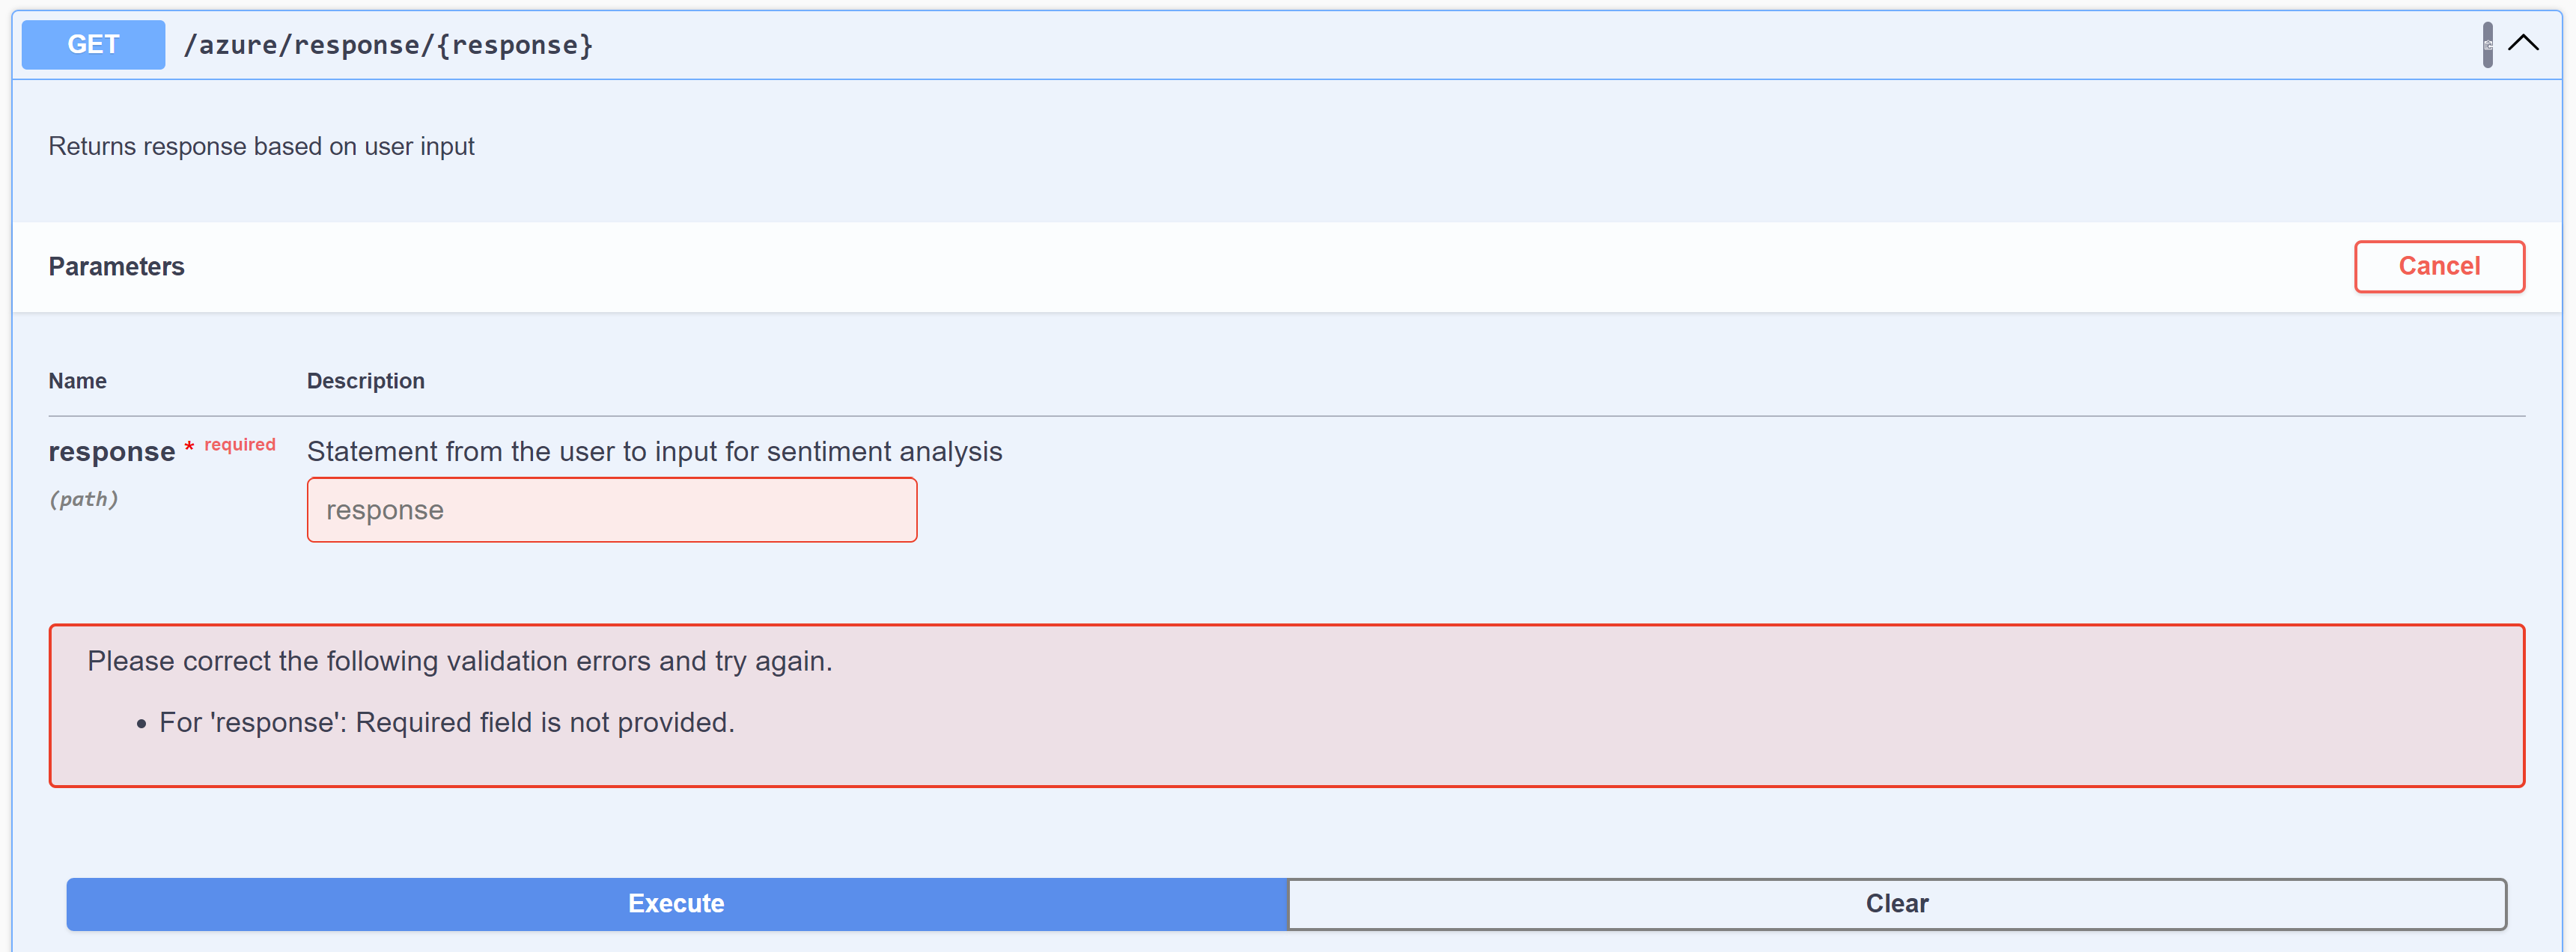 GET /azure/response/{response}
Returns response based on user input
Parameters
Cancel
Name Description
response * required Statement from the user to input for sentiment analysis
(path)
response
Please correct the following validation errors and try again.
• For 'response': Required field is not provided.
Execute Clear